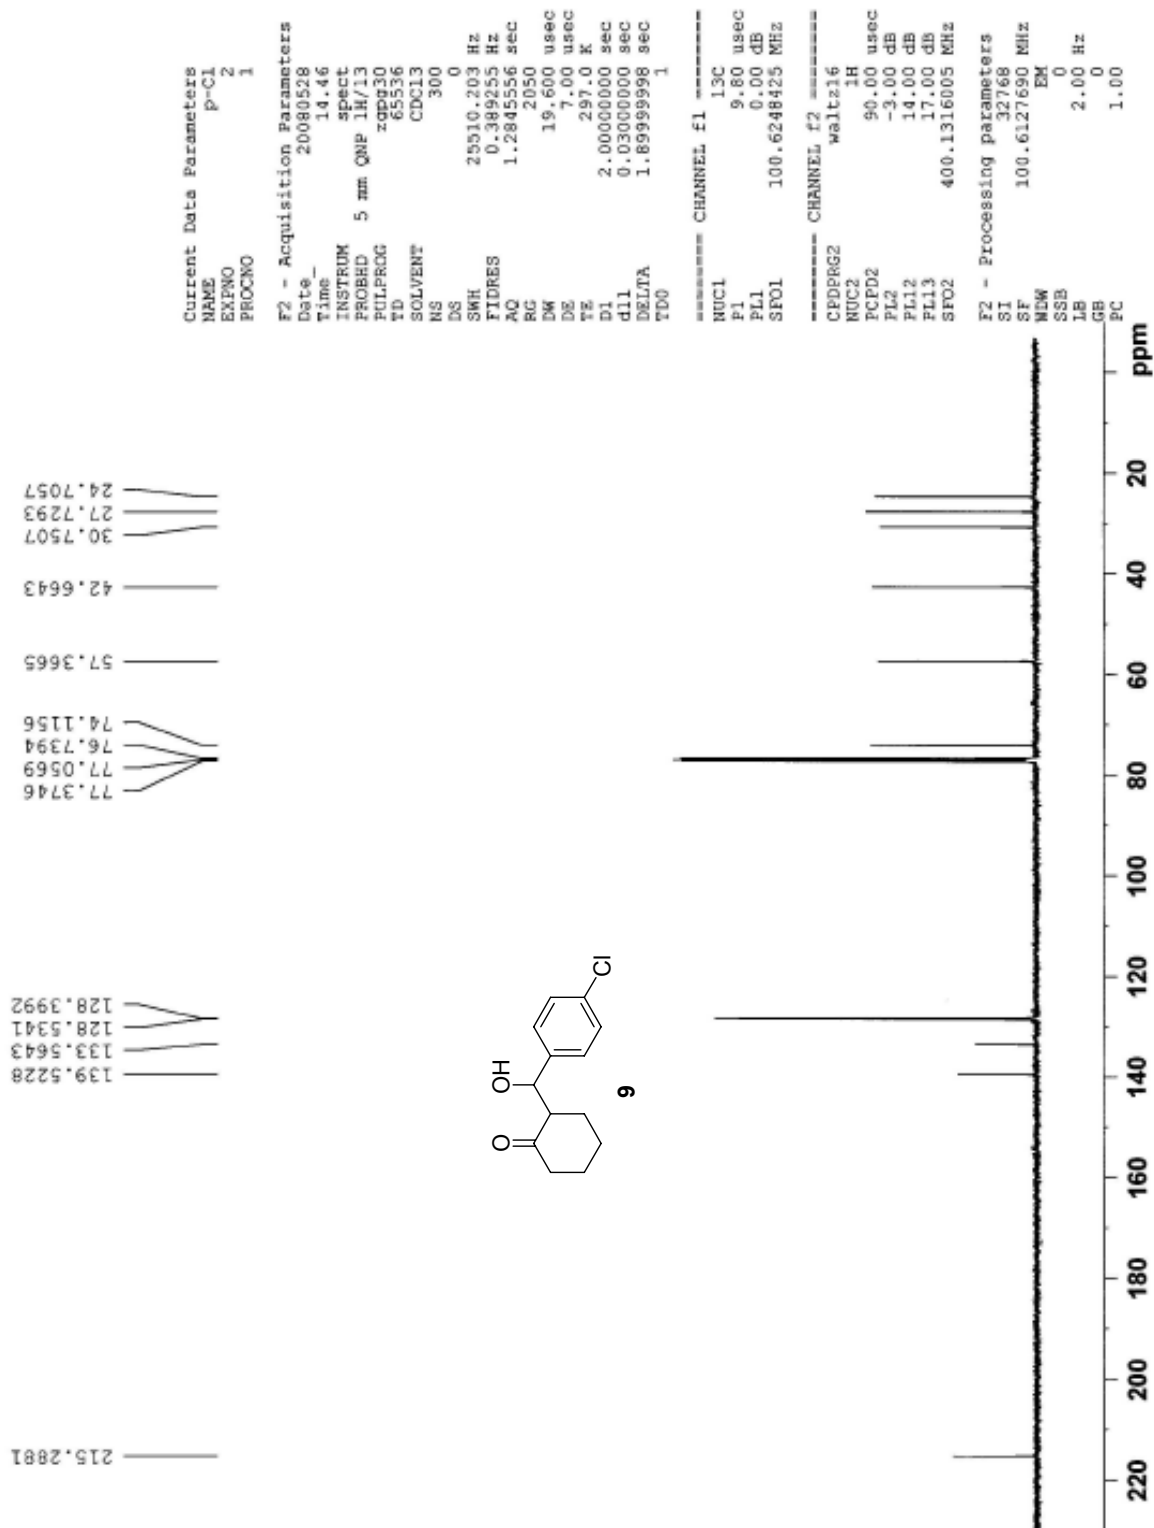 215.2881
139.5228
133.5643
128.5341
128.3992
77.3746
77.0569
76.7394
74.1156
57.3665
42.6643
30.7507
27.7293
24.7057
Current Data Parameters
NAME p-Cl
EXPNO 2
PROCNO 1
F2 - Acquisition Parameters
Date_ 20080528
Time 14.46
INSTRUM spect
PROBHD 5 mm QNP 1H/13
PULPROG zgpg30
TD 65536
SOLVENT CDCl3
NS 300
DS 0
SWH 25510.203 Hz
FIDRES 0.389255 Hz
AQ 1.2845556 sec
RG 2050
DW 19.600 usec
DE 7.00 usec
TE 297.0 K
D1 2.00000000 sec
d11 0.03000000 sec
DELTA 1.89999998 sec
TD0 1
======== CHANNEL f1 ========
NUC1 13C
P1 9.80 usec
PL1 0.00 dB
SFO1 100.6248425 MHz
======== CHANNEL f2 ========
CPDPRG2 waltz16
NUC2 1H
PCPD2 90.00 usec
PL2 -3.00 dB
PL12 14.00 dB
PL13 17.00 dB
SFO2 400.1316005 MHz
F2 - Processing parameters
SI 32768
SF 100.6127690 MHz
WDW EM
SSB 0
LB 2.00 Hz
GB 0
PC 1.00
O
OH
Cl
9
220 200 180 160 140 120 100 80 60 40 20 ppm